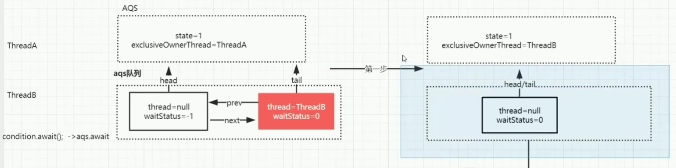 AQS
ThreadA
state=1
exclusiveOwnerThread=ThreadA
aqs队列
head
tail
ThreadB
thread=null
waitStatus=-1
prev
next
thread=ThreadB
waitStatus=0
condition.await(); ->aqs.await
第一步
state=1
exclusiveOwnerThread=ThreadB
head/tail
thread=null
waitStatus=0